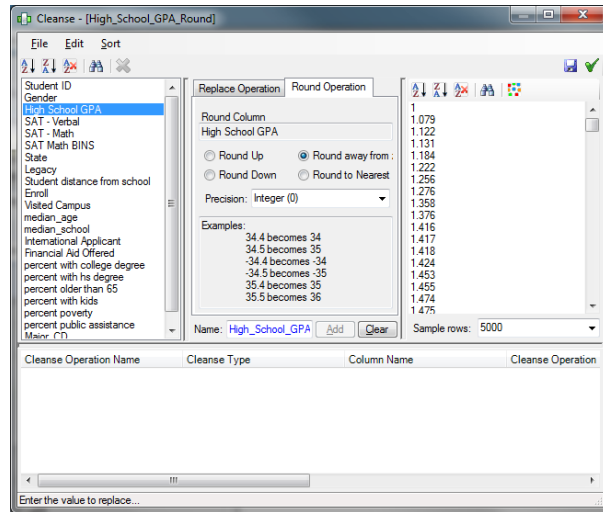 Cleanse - [High_School_GPA_Round]
File Edit Sort
Student ID
Gender
High School GPA
SAT - Verbal
SAT - Math
SAT Math BINS
State
Legacy
Student distance from school
Enroll
Visited Campus
median_age
median_school
International Applicant
Financial Aid Offered
percent with college degree
percent with hs degree
percent older than 65
percent with kids
percent poverty
percent public assistance
Major_CD
Replace Operation Round Operation
Round Column
High School GPA
Round Up Round away from
Round Down Round to Nearest
Precision: Integer (0)
Examples:
34.4 becomes 34
34.5 becomes 35
-34.4 becomes -34
-34.5 becomes -35
35.4 becomes 35
35.5 becomes 36
Name: High_School_GPA Add Clear
1
1.079
1.122
1.131
1.184
1.222
1.256
1.276
1.358
1.376
1.416
1.417
1.418
1.424
1.453
1.455
1.474
1.475
Sample rows: 5000
Cleanse Operation Name Cleanse Type Column Name Cleanse Operation
Enter the value to replace...